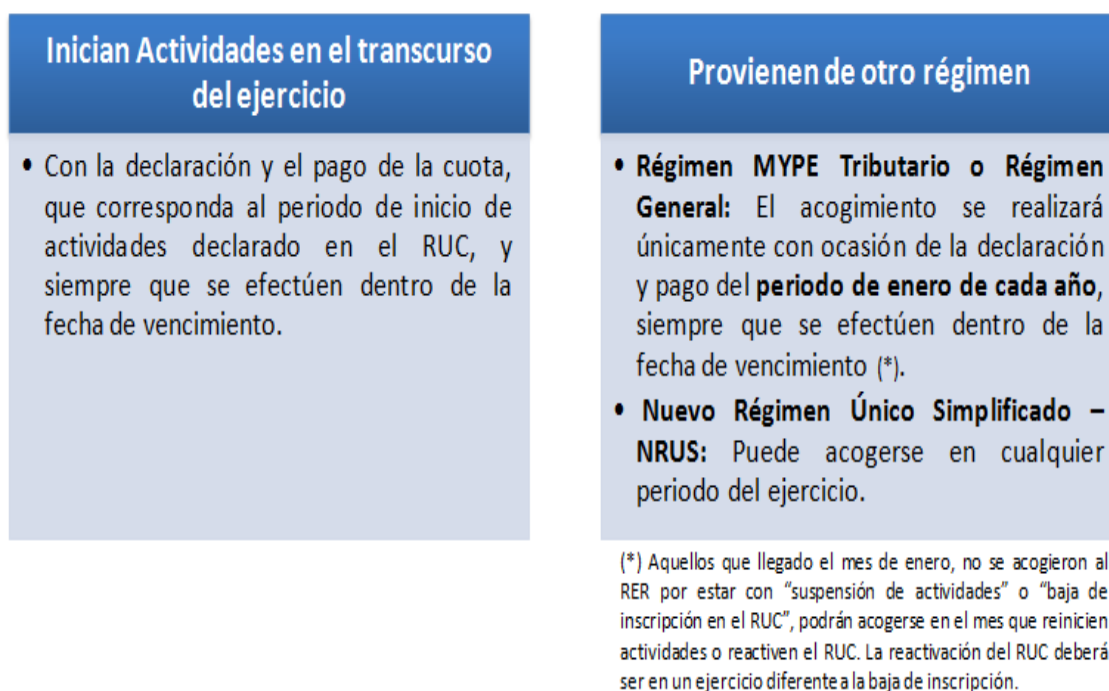 Inician Actividades en el transcurso
del ejercicio
• Con la declaración y el pago de la cuota,
que corresponda al periodo de inicio de
actividades declarado en el RUC, y
siempre que se efectúen dentro de la
fecha de vencimiento.
Provienen de otro régimen
• Régimen MYPE Tributario o Régimen
General: El acogimiento se realizará
únicamente con ocasión de la declaración
y pago del periodo de enero de cada año,
siempre que se efectúen dentro de la
fecha de vencimiento (*).
• Nuevo Régimen Único Simplificado –
NRUS: Puede acogerse en cualquier
periodo del ejercicio.
(*) Aquellos que llegado el mes de enero, no se acogieron al
RER por estar con “suspensión de actividades” o “baja de
inscripción en el RUC”, podrán acogerse en el mes que reinicien
actividades o reactiven el RUC. La reactivación del RUC deberá
ser en un ejercicio diferente a la baja de inscripción.